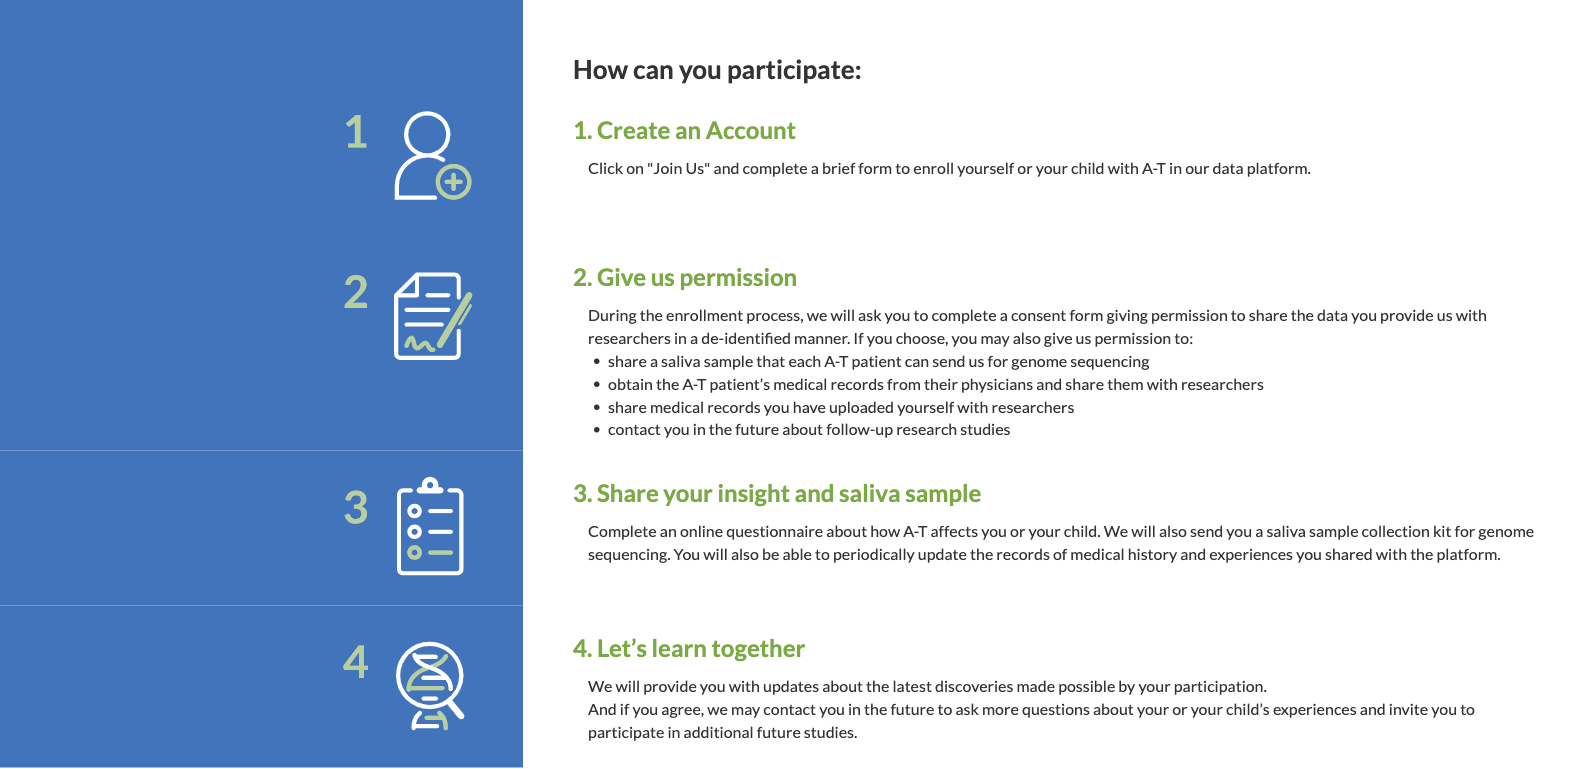 How can you participate:
1
1. Create an Account
Click on "Join Us" and complete a brief form to enroll yourself or your child with A-T in our data platform.
2
2. Give us permission
During the enrollment process, we will ask you to complete a consent form giving permission to share the data you provide us with
researchers in a de-identified manner. If you choose, you may also give us permission to:
• share a saliva sample that each A-T patient can send us for genome sequencing
• obtain the A-T patient’s medical records from their physicians and share them with researchers
• share medical records you have uploaded yourself with researchers
• contact you in the future about follow-up research studies
3
3. Share your insight and saliva sample
Complete an online questionnaire about how A-T affects you or your child. We will also send you a saliva sample collection kit for genome
sequencing. You will also be able to periodically update the records of medical history and experiences you shared with the platform.
4
4. Let’s learn together
We will provide you with updates about the latest discoveries made possible by your participation.
And if you agree, we may contact you in the future to ask more questions about your or your child’s experiences and invite you to
participate in additional future studies.